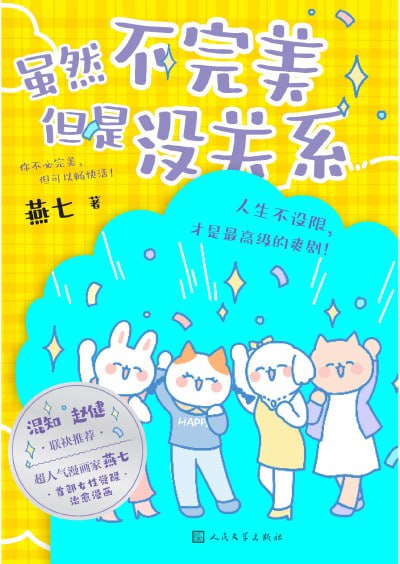 虽然不完美
但是没关系
你不必完美，
但可以畅快活！
燕七 著
人生不设限，
才是最高级的爽剧！
HAPP
混知 赵健
·联袂推荐·
超人气漫画家 燕七
首部女性觉醒
治愈漫画
人民文学出版社